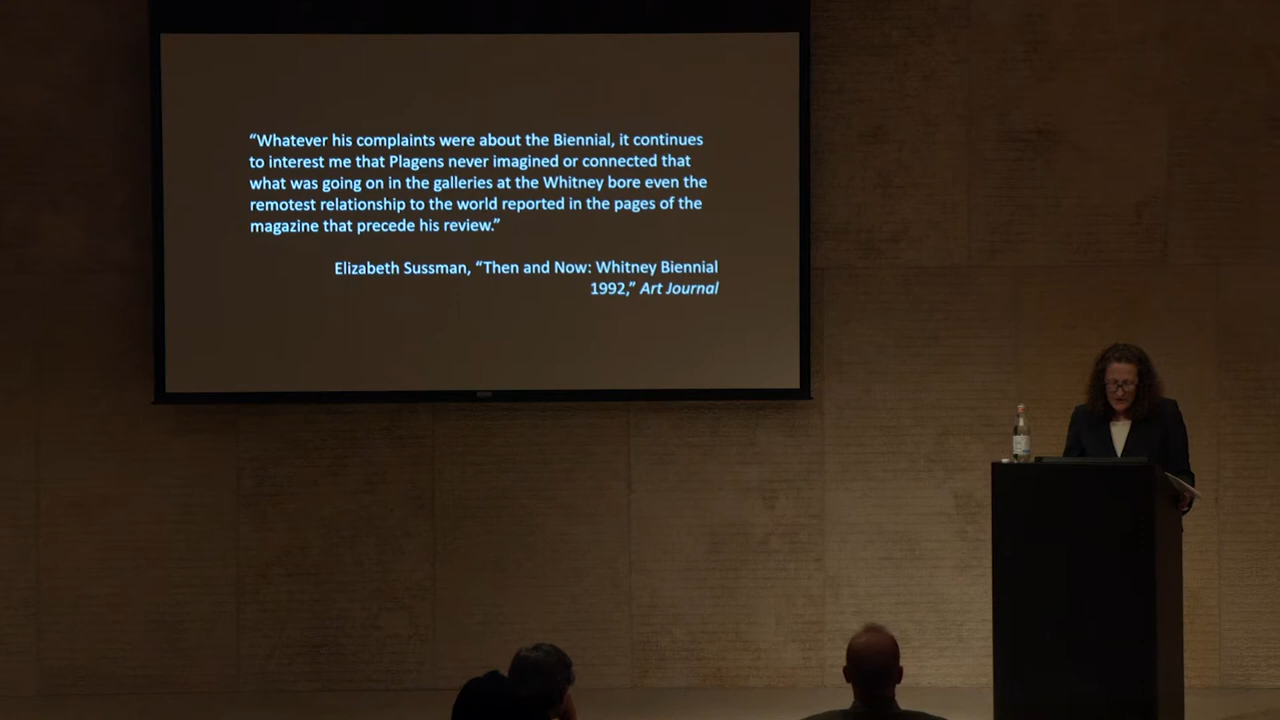 “Whatever his complaints were about the Biennial, it continues
to interest me that Plagens never imagined or connected that
what was going on in the galleries at the Whitney bore even the
remotest relationship to the world reported in the pages of the
magazine that precede his review.”
Elizabeth Sussman, “Then and Now: Whitney Biennial
1992,” Art Journal